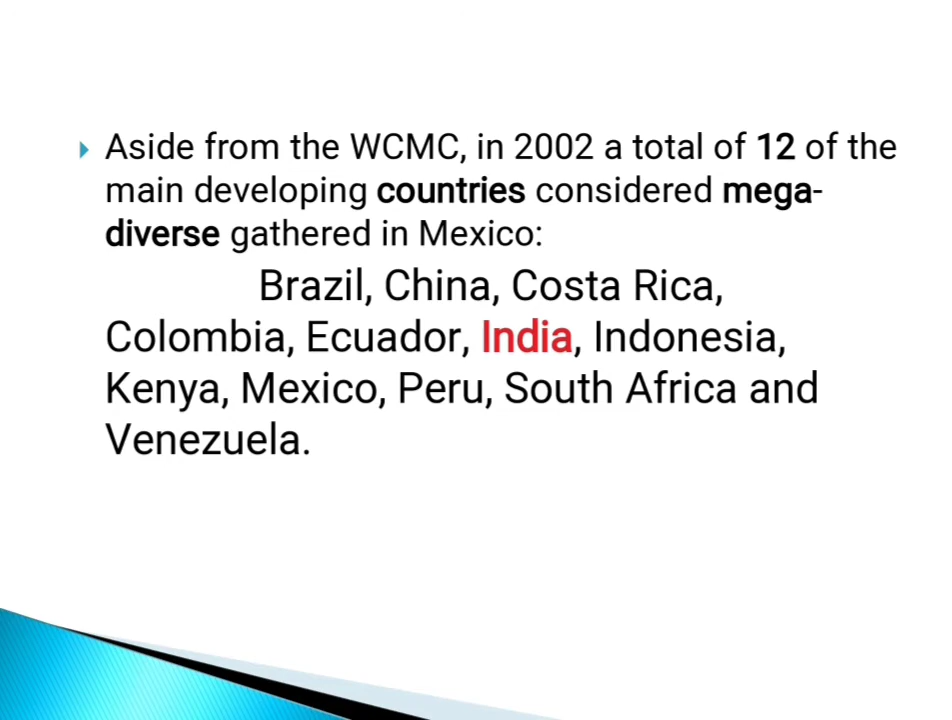 Aside from the WCMC, in 2002 a total of 12 of the
main developing countries considered mega-
diverse gathered in Mexico:
Brazil, China, Costa Rica,
Colombia, Ecuador, India, Indonesia,
Kenya, Mexico, Peru, South Africa and
Venezuela.